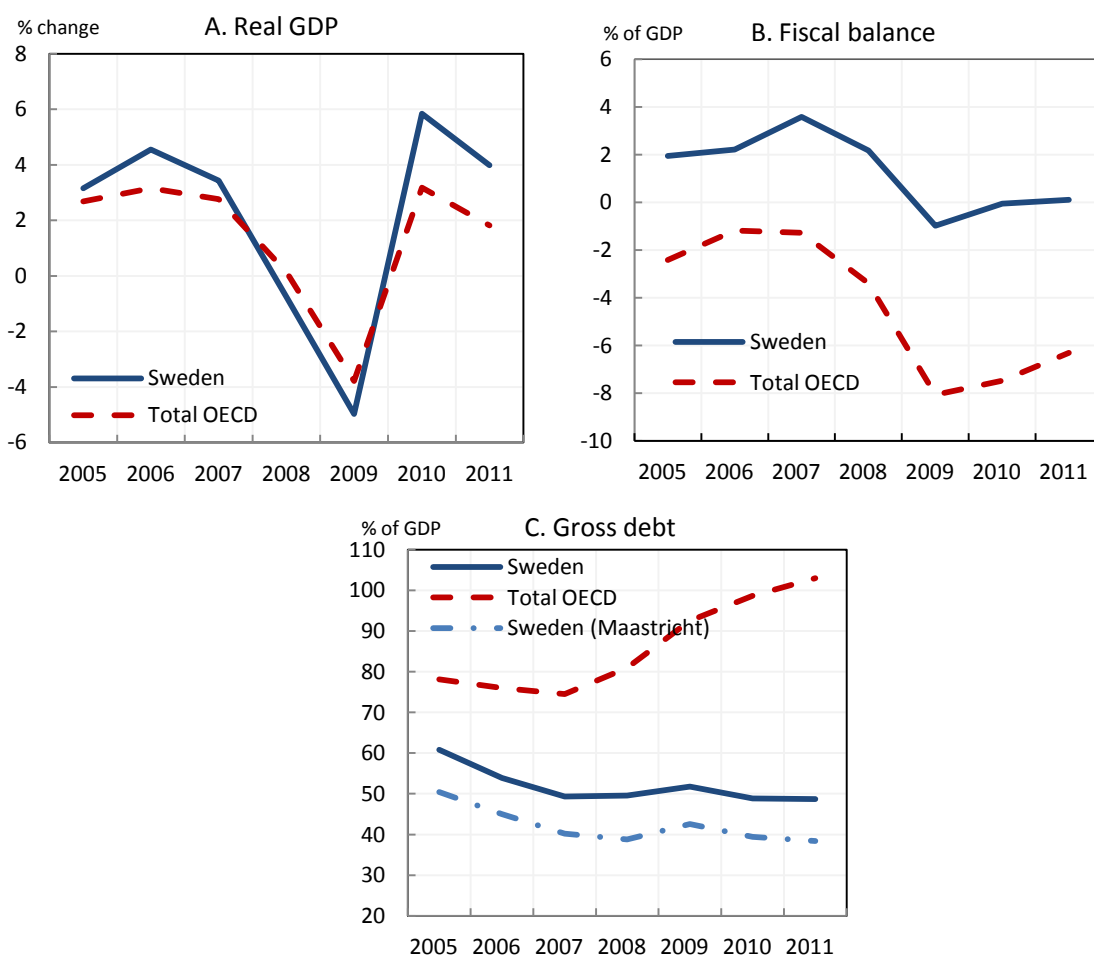 % change
A. Real GDP
8
6
4
2
0
-2
-4
-6
Sweden
Total OECD
2005 2006 2007 2008 2009 2010 2011
% of GDP
B. Fiscal balance
6
4
2
0
-2
-4
-6
-8
-10
Sweden
Total OECD
2005 2006 2007 2008 2009 2010 2011
% of GDP
C. Gross debt
110
100
90
80
70
60
50
40
30
20
Sweden
Total OECD
Sweden (Maastricht)
2005 2006 2007 2008 2009 2010 2011